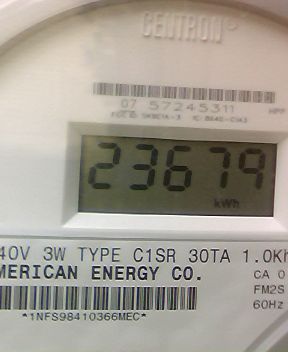 CENTRON
07 57245311
23679
kWh
40V 3W TYPE C1SR 30TA 1.0Kh
MERICAN ENERGY CO.
CA 0
FM2S
60Hz
*1NFS98410366MEC*